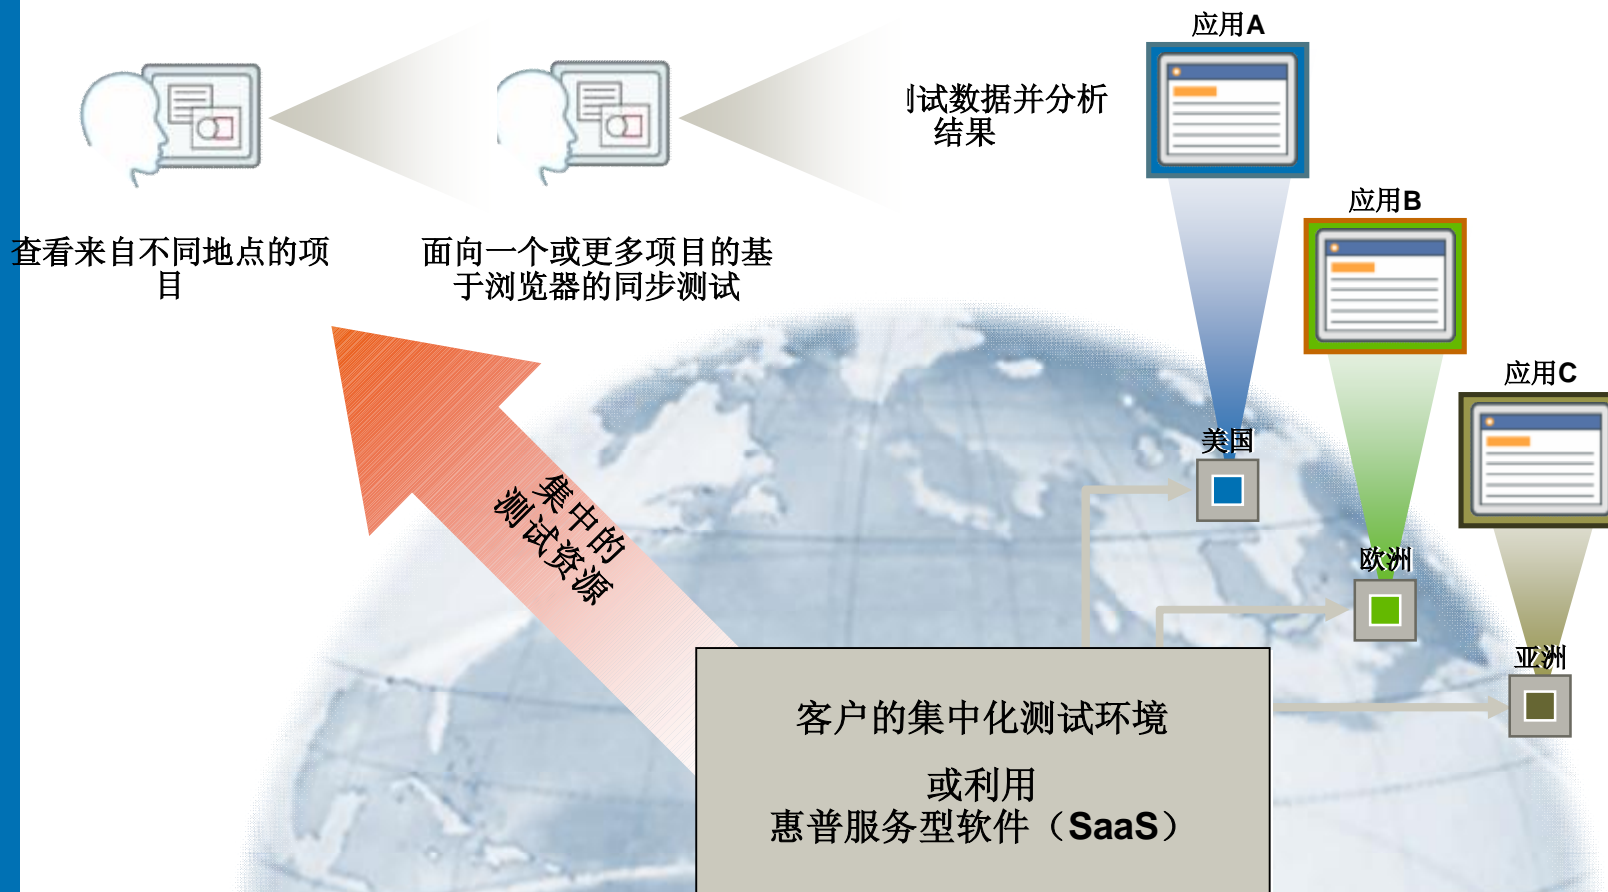 应用A
试数据并分析
结果
应用B
查看来自不同地点的项
目
面向一个或更多项目的基
于浏览器的同步测试
应用C
美国
集中的
测试资源
欧洲
亚洲
客户的集中化测试环境
或利用
惠普服务型软件（SaaS）